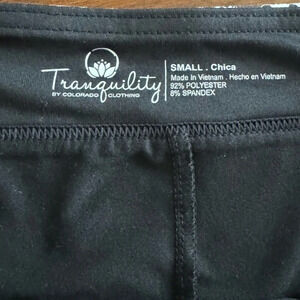 Tranquility
BY COLORADO CLOTHING
SMALL . Chica
Made in Vietnam . Hecho en Vietnam
92% POLYESTER
8% SPANDEX